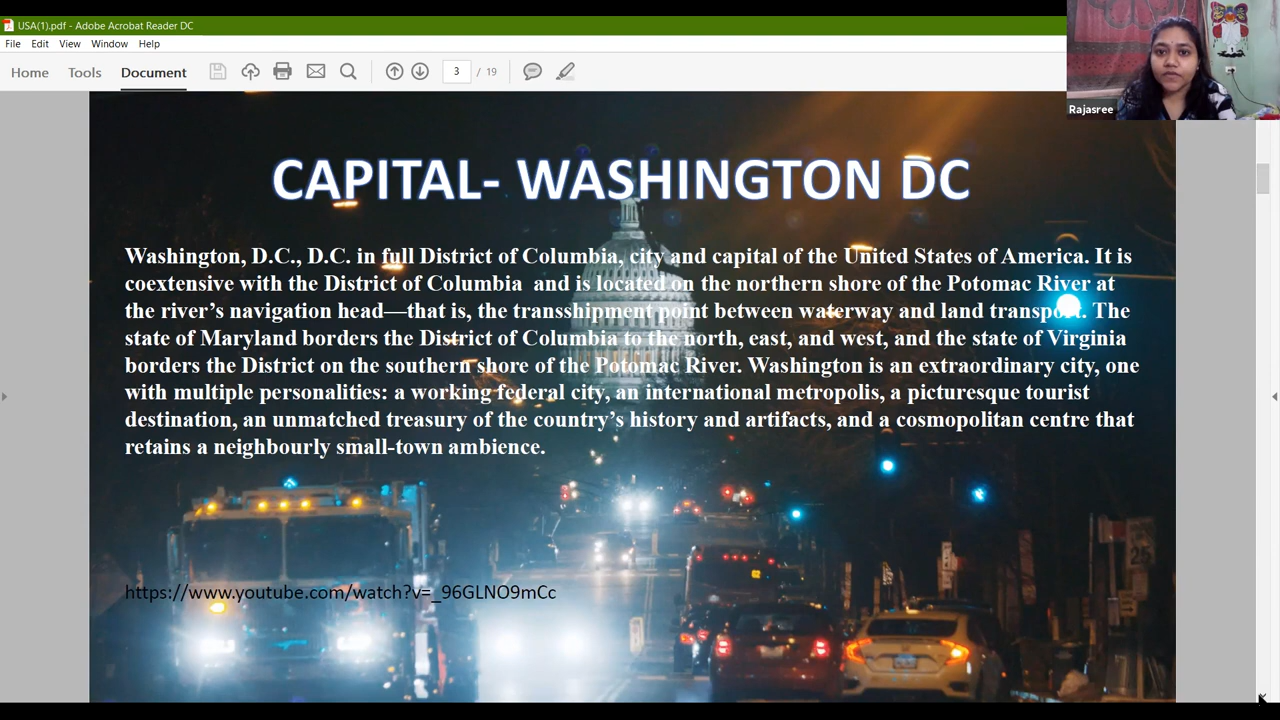 USA(1).pdf - Adobe Acrobat Reader DC
File Edit View Window Help
Home Tools Document 3 / 19
Rajasree
CAPITAL- WASHINGTON DC
Washington, D.C., D.C. in full District of Columbia, city and capital of the United States of America. It is
coextensive with the District of Columbia and is located on the northern shore of the Potomac River at
the river’s navigation head—that is, the transshipment point between waterway and land transport. The
state of Maryland borders the District of Columbia to the north, east, and west, and the state of Virginia
borders the District on the southern shore of the Potomac River. Washington is an extraordinary city, one
with multiple personalities: a working federal city, an international metropolis, a picturesque tourist
destination, an unmatched treasury of the country’s history and artifacts, and a cosmopolitan centre that
retains a neighbourly small-town ambience.
25
https://www.youtube.com/watch?v=_96GLNO9mCc